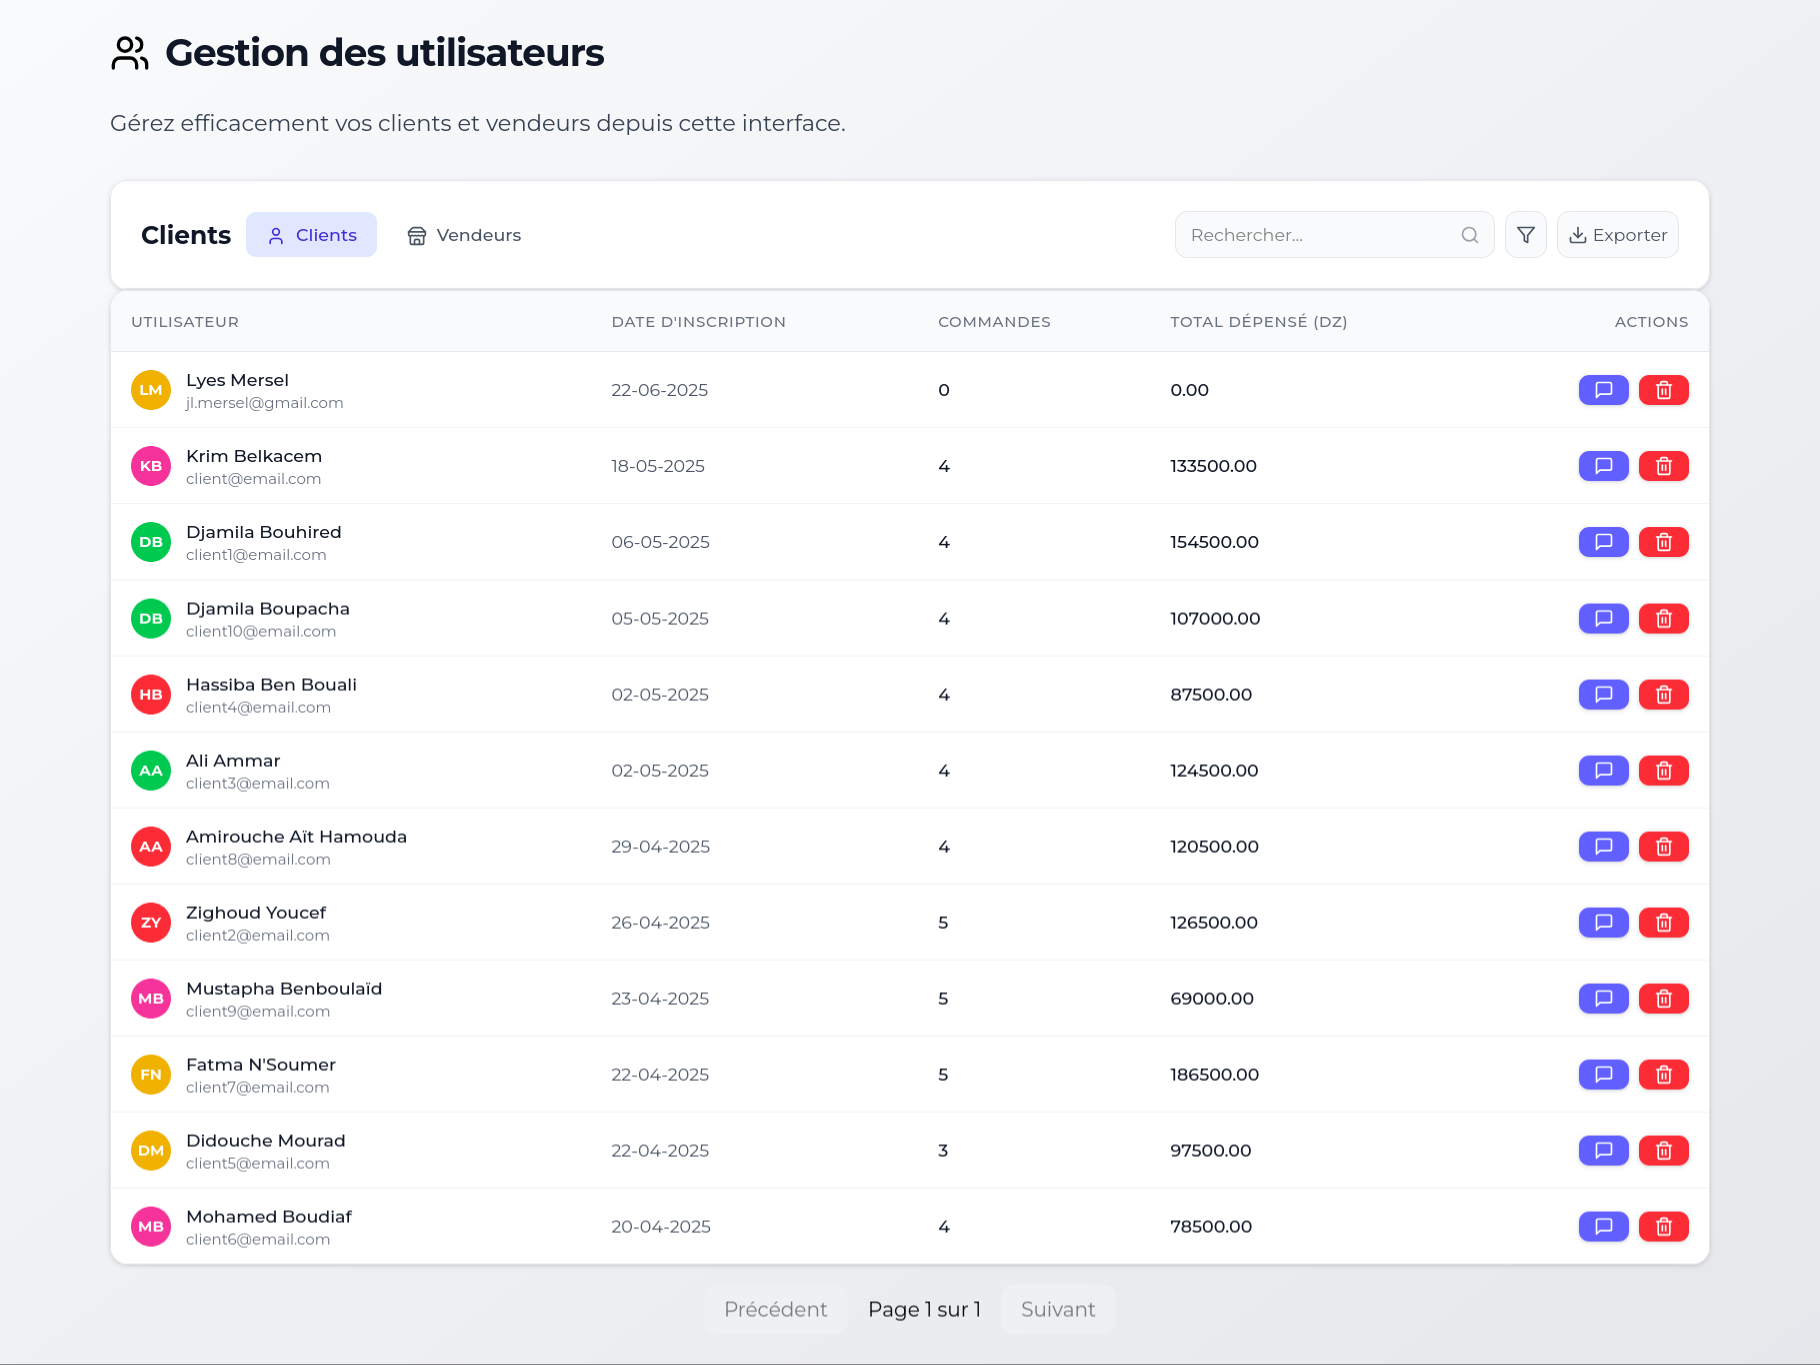 Gestion des utilisateurs
Gérez efficacement vos clients et vendeurs depuis cette interface.
Clients Clients Vendeurs Rechercher... Exporter
UTILISATEUR DATE D'INSCRIPTION COMMANDES TOTAL DÉPENSÉ (DZ) ACTIONS
LM Lyes Mersel 22-06-2025 0 0.00
jl.mersel@gmail.com
KB Krim Belkacem 18-05-2025 4 133500.00
client@email.com
DB Djamila Bouhired 06-05-2025 4 154500.00
client1@email.com
DB Djamila Boupacha 05-05-2025 4 107000.00
client10@email.com
HB Hassiba Ben Bouali 02-05-2025 4 87500.00
client4@email.com
AA Ali Ammar 02-05-2025 4 124500.00
client3@email.com
AA Amirouche Aït Hamouda 29-04-2025 4 120500.00
client8@email.com
ZY Zighoud Youcef 26-04-2025 5 126500.00
client2@email.com
MB Mustapha Benboulaïd 23-04-2025 5 69000.00
client9@email.com
FN Fatma N'Soumer 22-04-2025 5 186500.00
client7@email.com
DM Didouche Mourad 22-04-2025 3 97500.00
client5@email.com
MB Mohamed Boudiaf 20-04-2025 4 78500.00
client6@email.com
Précédent Page 1 sur 1 Suivant